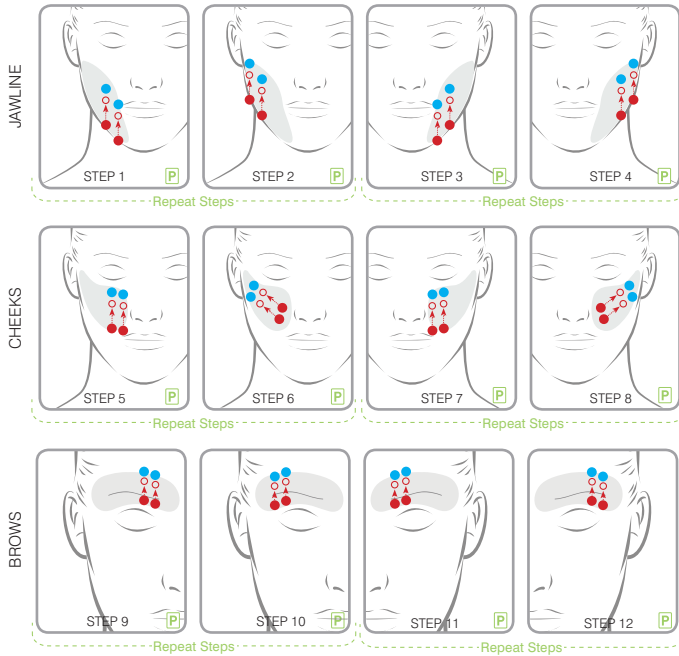 JAWLINE
STEP 1 P
STEP 2 P
STEP 3 P
STEP 4 P
Repeat Steps
Repeat Steps
CHEEKS
STEP 5 P
STEP 6 P
STEP 7 P
STEP 8 P
Repeat Steps
Repeat Steps
BROWS
STEP 9 P
STEP 10 P
STEP 11 P
STEP 12 P
Repeat Steps
Repeat Steps